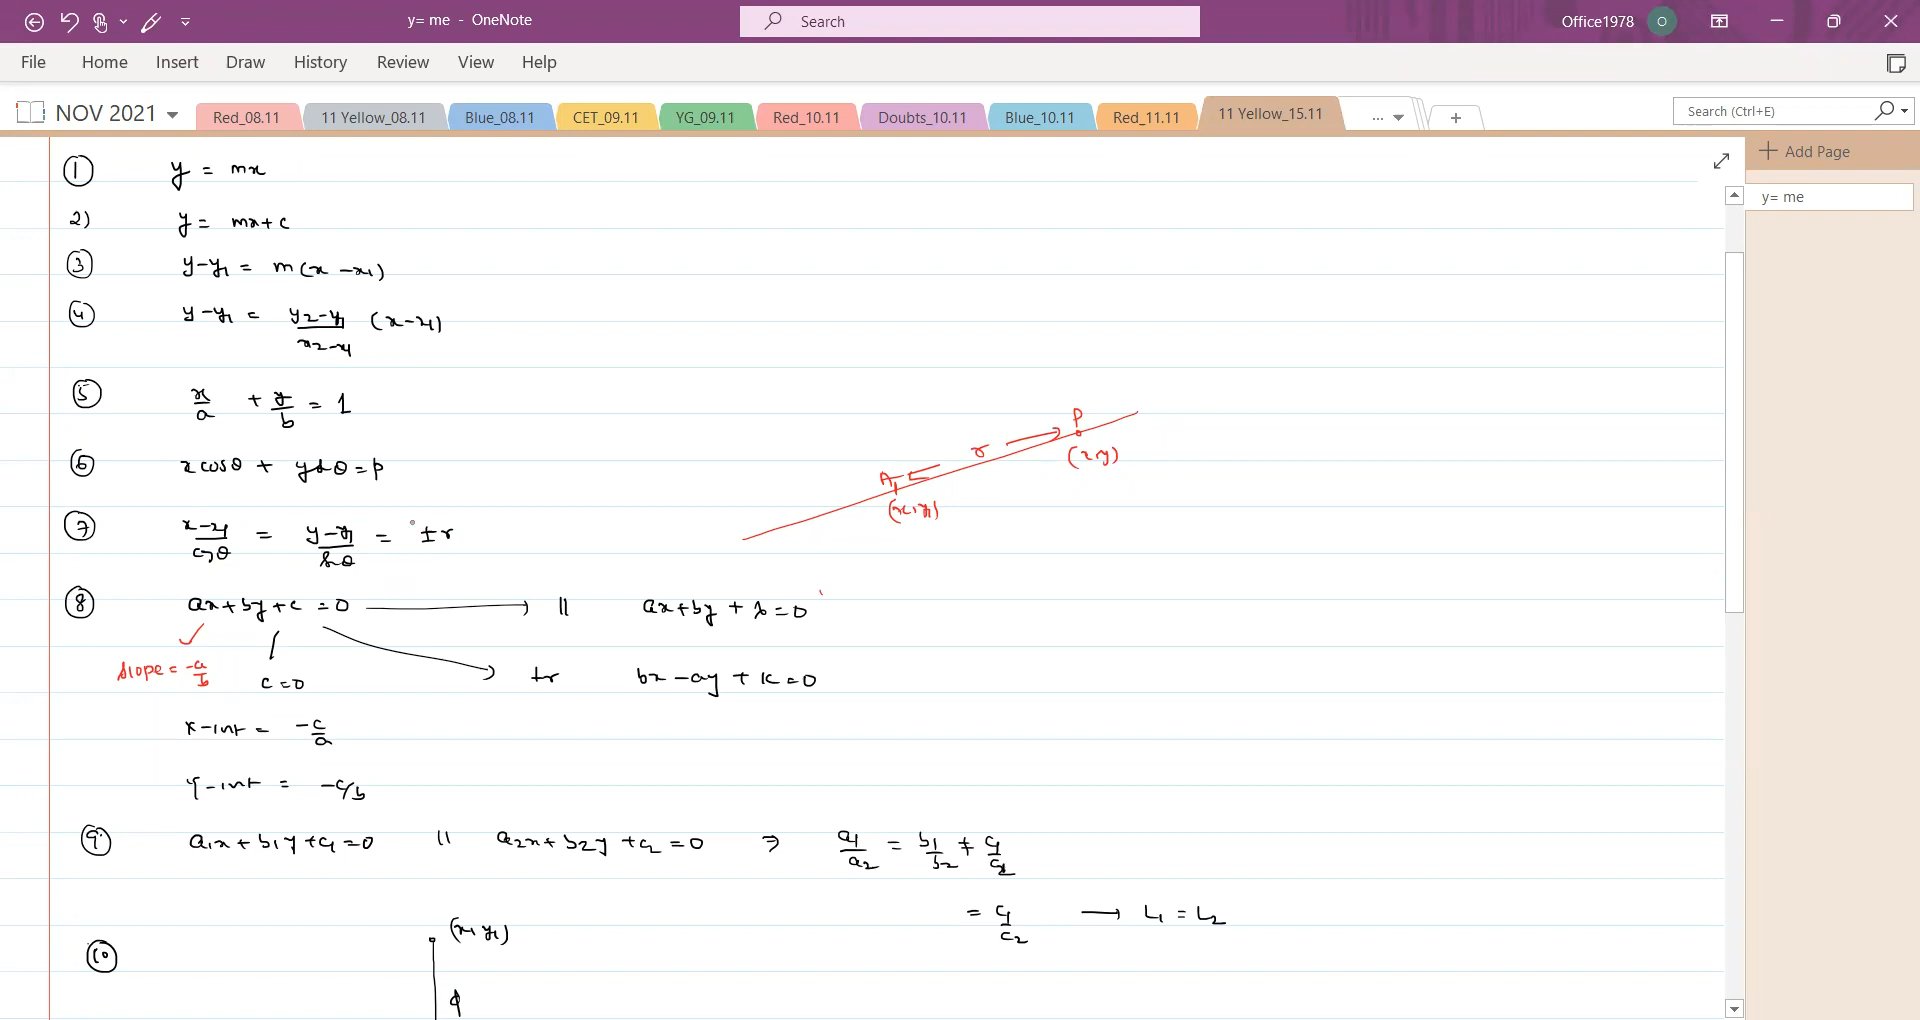 y= me - OneNote
Search
Office1978
O
File Home Insert Draw History Review View Help
NOV 2021
Red_08.11 11 Yellow_08.11 Blue_08.11 CET_09.11 YG_09.11 Red_10.11 Doubts_10.11 Blue_10.11 Red_11.11 11 Yellow_15.11 ...
Search (Ctrl+E)
Add Page
y= me
① y = mx
2) y = mx+c
③ y-y₁ = m(x-x₁)
④ y-y₁ = (y₂-y₁)/(x₂-x₁) (x-x₁)
⑤ x/a + y/b = 1
P
r
(x,y)
A
(x₁,y₁)
⑥ x cosθ + y sinθ = p
⑦ (x-x₁)/cosθ = (y-y₁)/sinθ = ±r
⑧ ax+by+c = 0 → || ax+by+λ=0
slope = -a/b
c=0
⊥r bx-ay+k=0
x-int = -c/a
y-int = -c/b
⑨ a₁x+b₁y+c₁=0 || a₂x+b₂y+c₂=0 ⇒ a₁/a₂ = b₁/b₂ ≠ c₁/c₂
= c₁/c₂ → L₁ = L₂
⑩ (x₁ y₁)